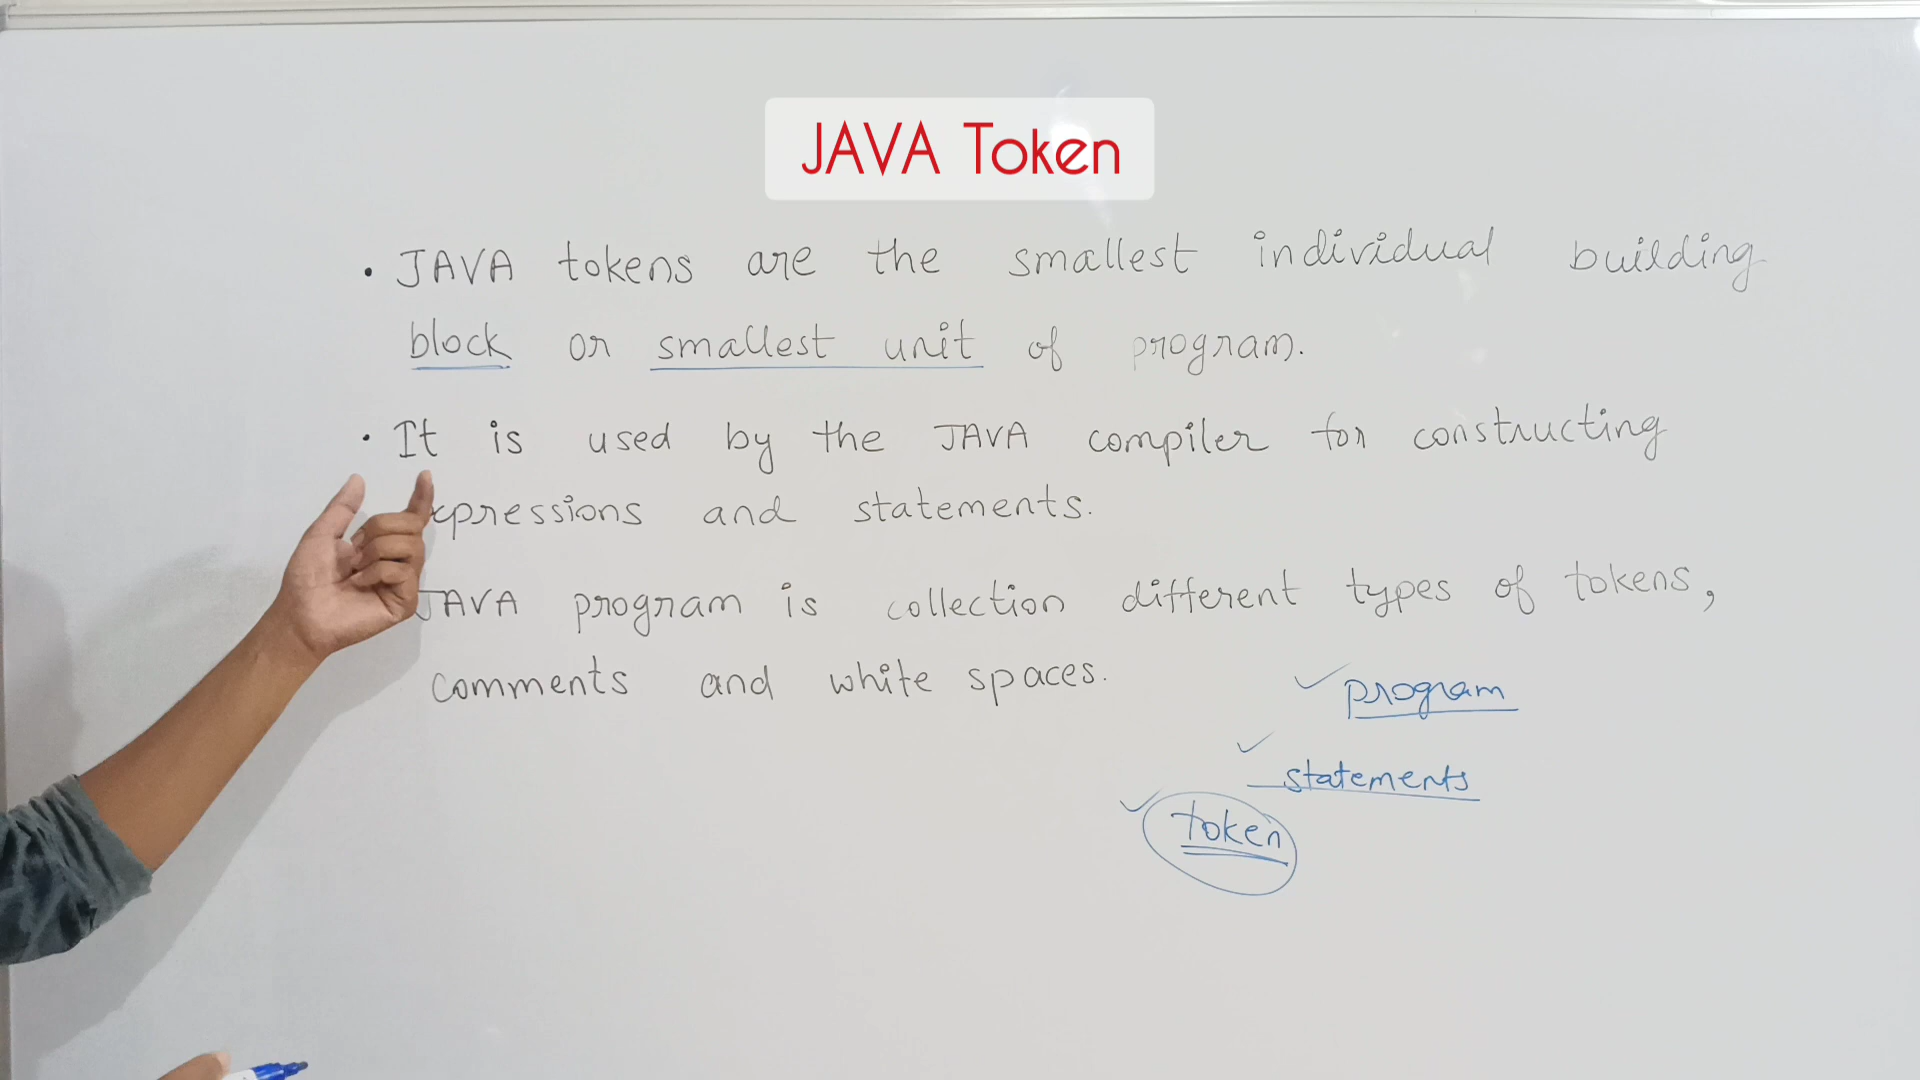 JAVA Token
• JAVA tokens are the smallest individual building
block or smallest unit of program.
• It is used by the JAVA compiler for constructing
xpressions and statements.
JAVA program is collection different types of tokens,
comments and white spaces.
program
statements
token